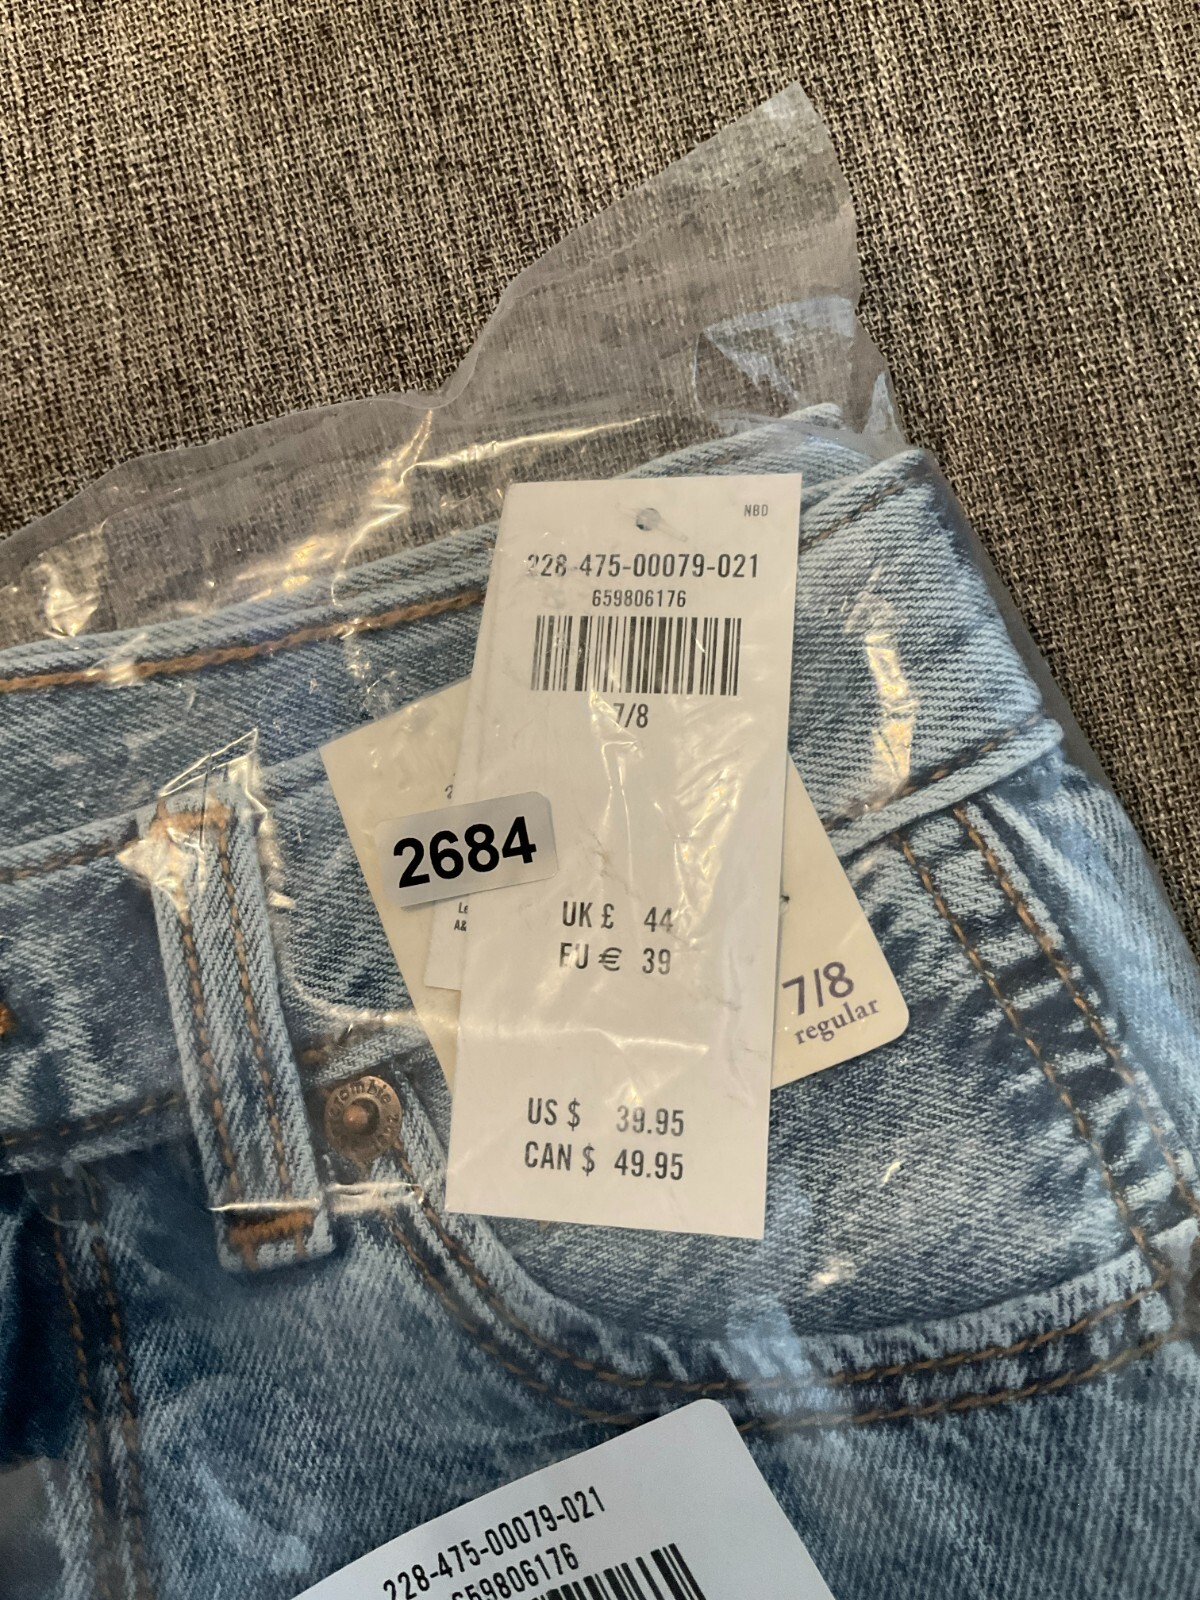 NBD
228-475-00079-021
659806176
7/8
2684
Le
A&
UK £ 44
EU € 39
7/8
regular
US $ 39.95
CAN $ 49.95
228-475-00079-021
659806176